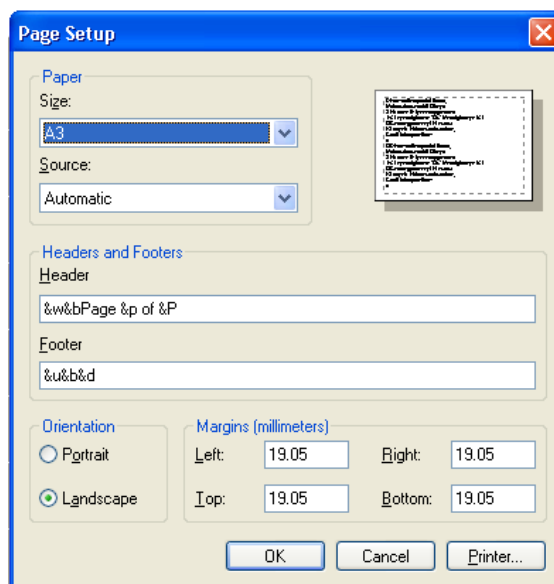 Page Setup
Paper
Size:
A3
Source:
Automatic
Headers and Footers
Header
&w&bPage &p of &P
Footer
&u&b&d
Orientation
Portrait
Landscape
Margins (millimeters)
Left: 19.05 Right: 19.05
Top: 19.05 Bottom: 19.05
OK Cancel Printer...